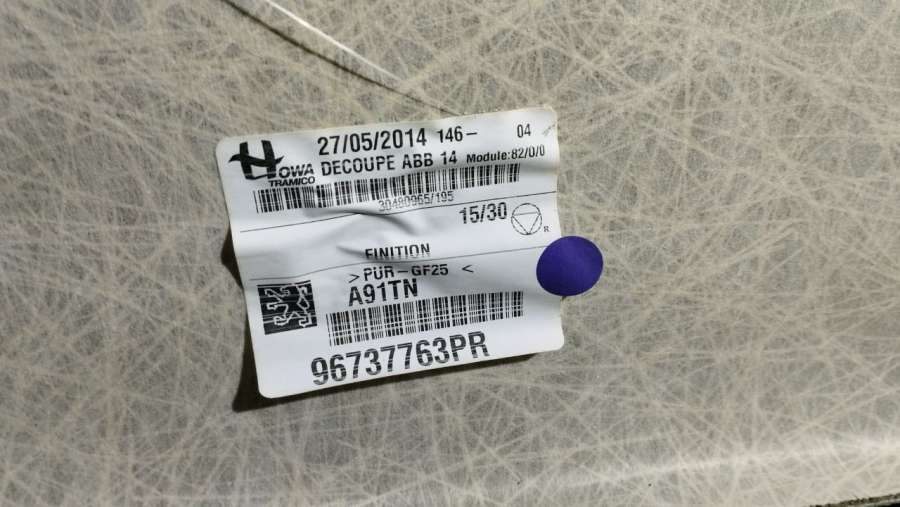 27/05/2014 146- 04
HOWA
TRAMICO
DECOUPE ABB 14 Module:82/0/0
30480965/195
15/30
R
FINITION
>PUR-GF25 <
A91TN
96737763PR